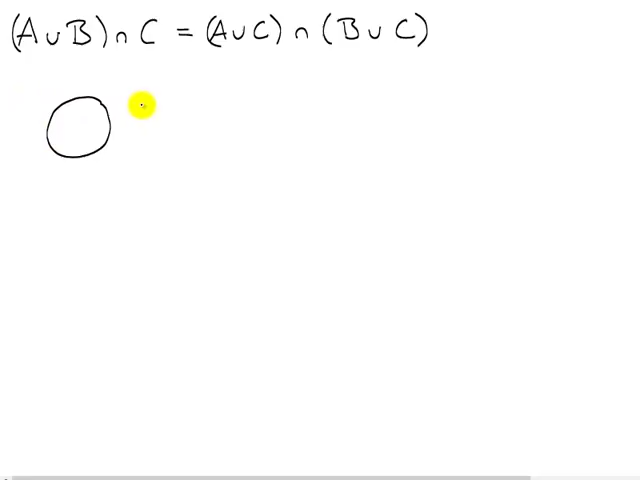 (A ∪ B) ∩ C = (A ∪ C) ∩ (B ∪ C)